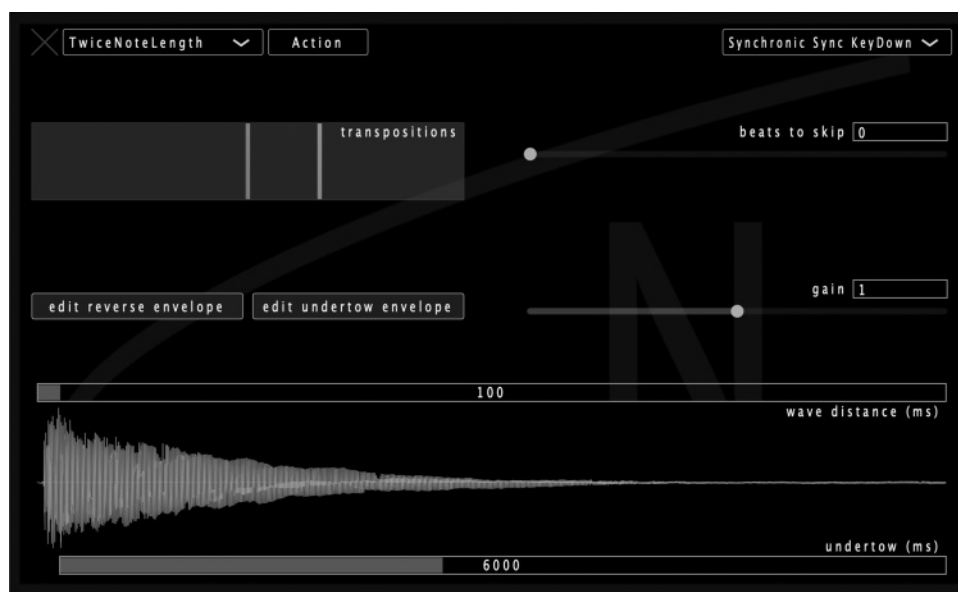 TwiceNoteLength
Action
Synchronic Sync KeyDown
transpositions
beats to skip 0
N
gain 1
edit reverse envelope
edit undertow envelope
100
wave distance (ms)
undertow (ms)
6000